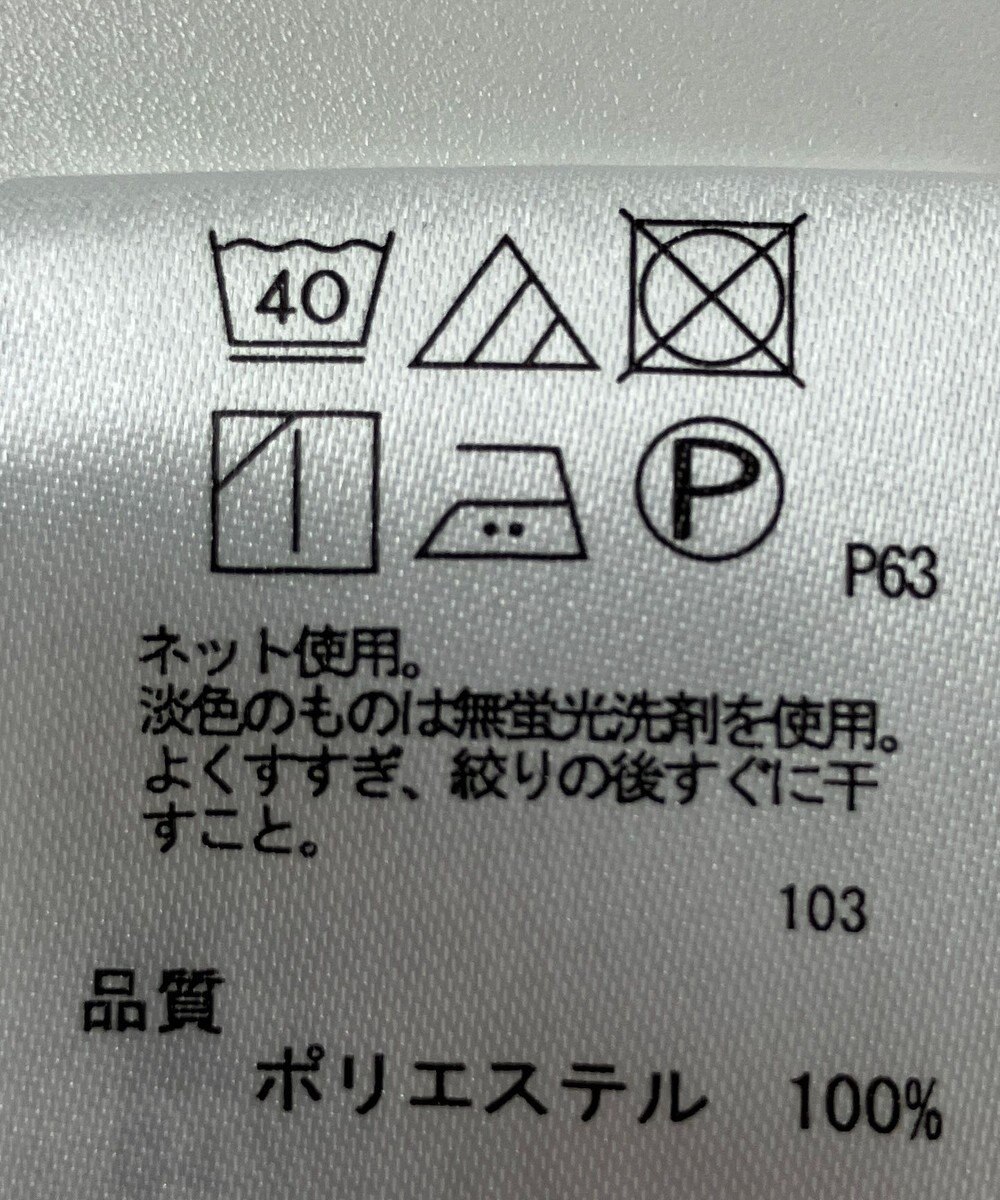 40
P
P63
ネット使用。
淡色のものは無蛍光洗剤を使用。
よくすすぎ、絞りの後すぐに干
すこと。
103
品質
ポリエステル 100%